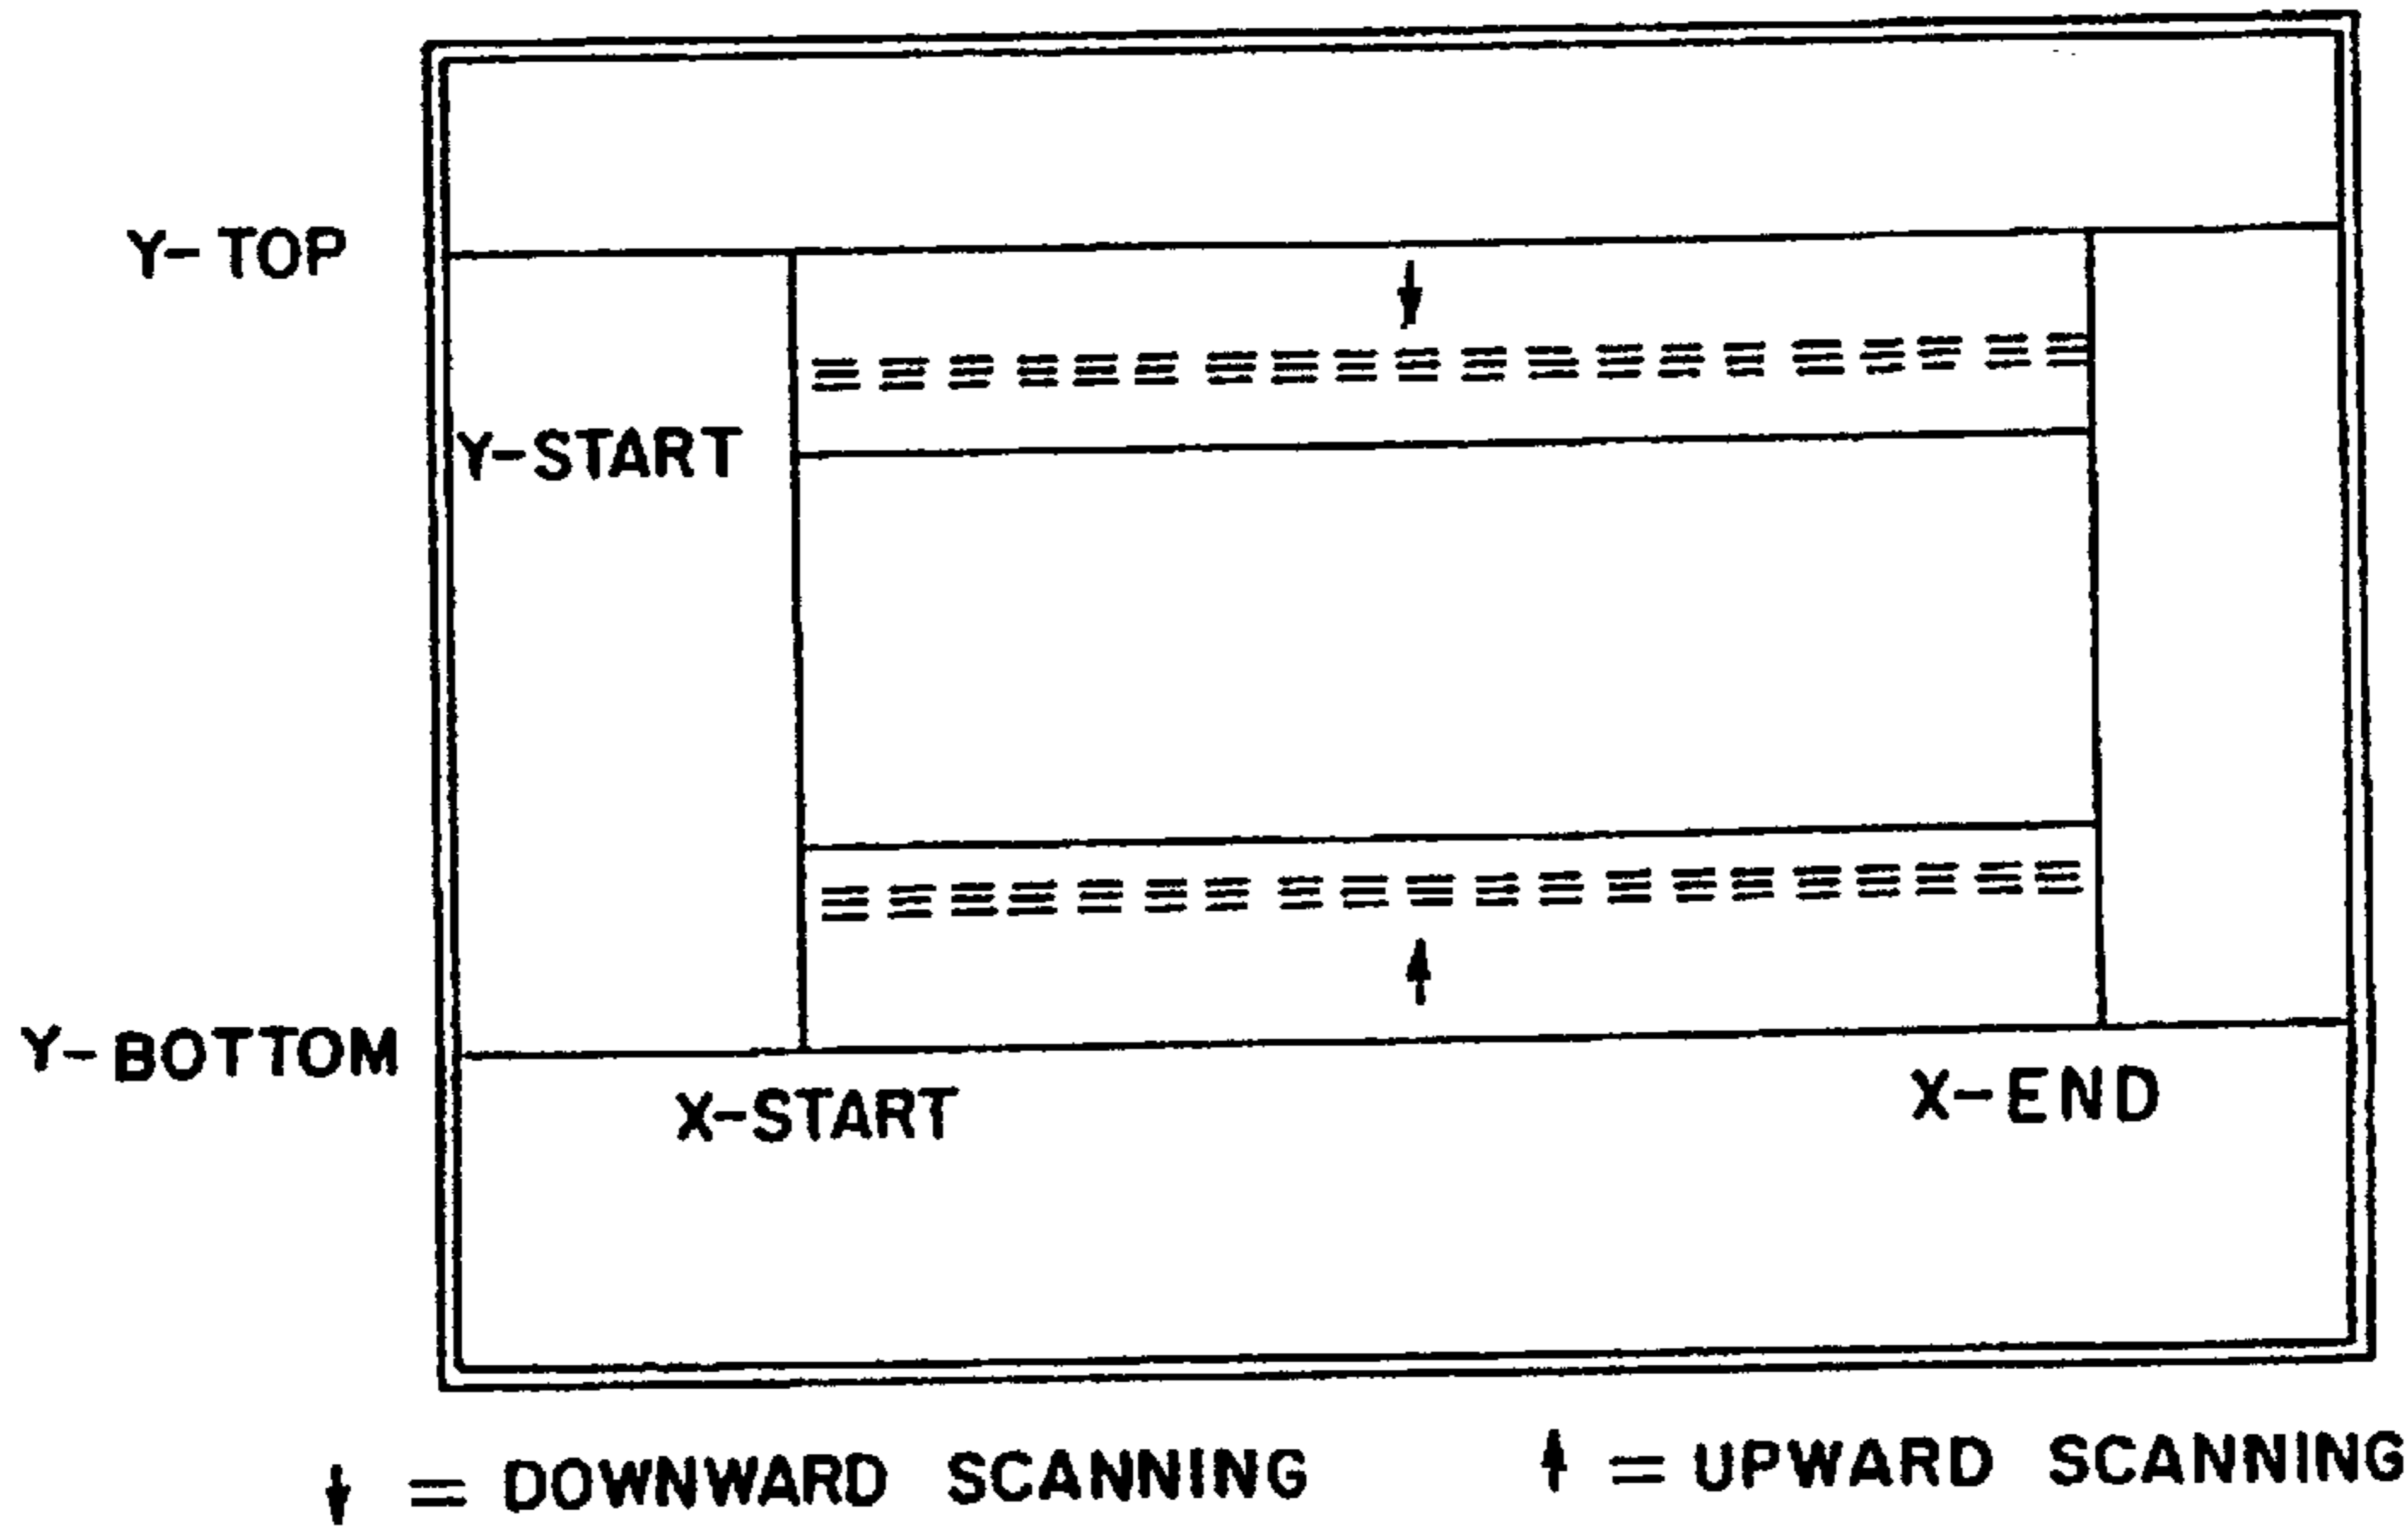 Y-TOP
Y-START
Y-BOTTOM
X-START
X-END
↓ = DOWNWARD SCANNING
↑ = UPWARD SCANNING